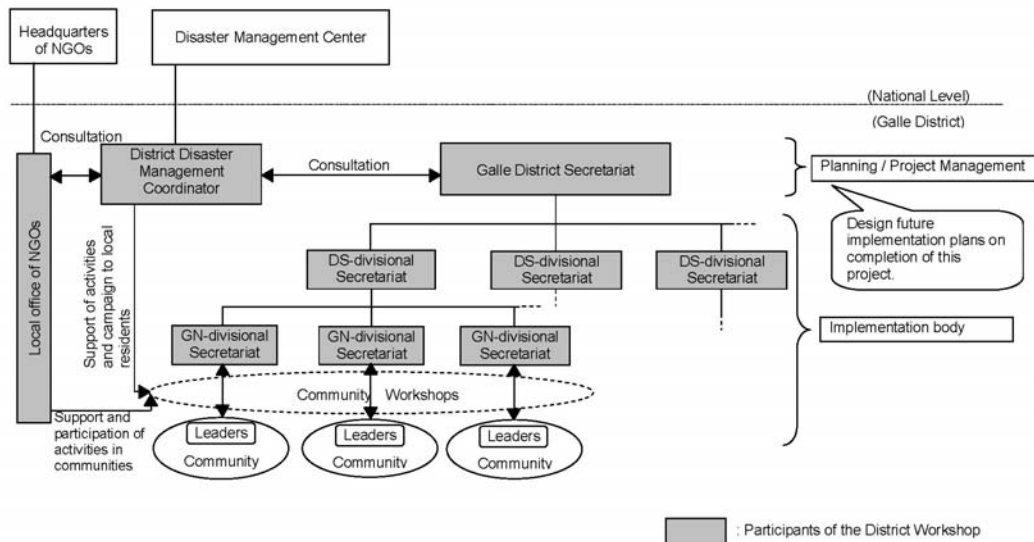 Headquarters
of NGOs
Disaster Management Center
(National Level)
(Galle District)
Consultation
District Disaster
Management
Coordinator
Consultation
Galle District Secretariat
Planning / Project Management
Design future
implementation plans on
completion of this
project.
Local office of NGOs
Support of activities
and campaign to local
residents
DS-divisional
Secretariat
DS-divisional
Secretariat
DS-divisional
Secretariat
GN-divisional
Secretariat
GN-divisional
Secretariat
GN-divisional
Secretariat
Implementation body
Community Workshops
Support and
participation of
activities in
communities
Leaders
Community
Leaders
Community
Leaders
Community
: Participants of the District Workshop